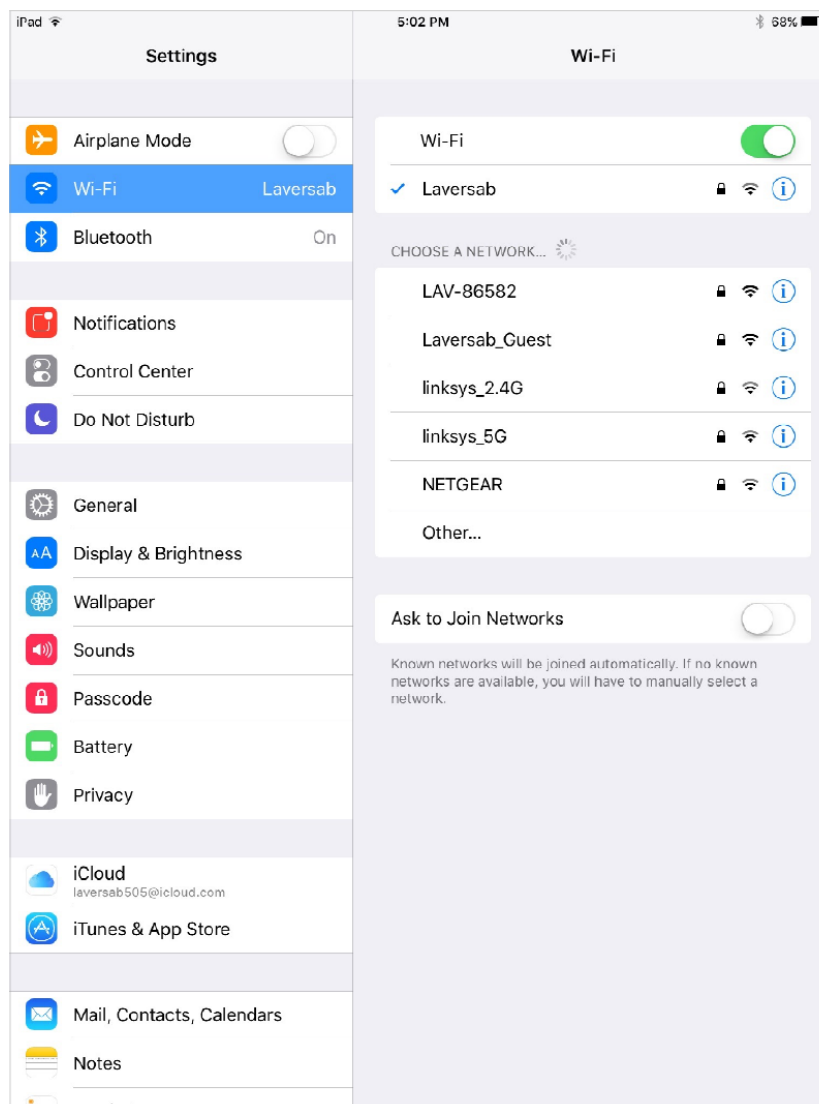 iPad
5:02 PM
68%
Settings
Airplane Mode
Wi-Fi Laversab
Bluetooth On
Notifications
Control Center
Do Not Disturb
General
AA Display & Brightness
Wallpaper
Sounds
Passcode
Battery
Privacy
iCloud
laversab505@icloud.com
iTunes & App Store
Mail, Contacts, Calendars
Notes
Wi-Fi
Wi-Fi
Laversab
CHOOSE A NETWORK...
LAV-86582
Laversab_Guest
linksys_2.4G
linksys_5G
NETGEAR
Other...
Ask to Join Networks
Known networks will be joined automatically. If no known
networks are available, you will have to manually select a
network.